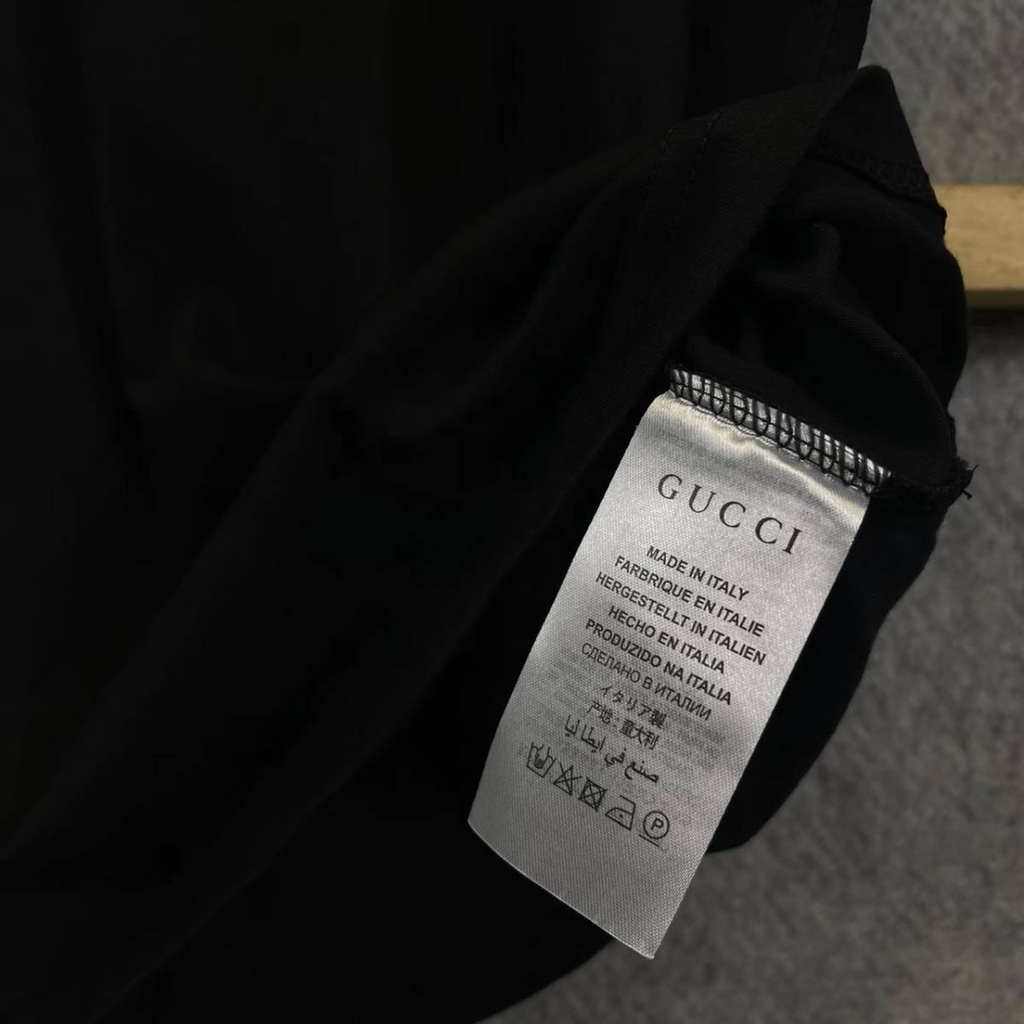 GUCCI
MADE IN ITALY
FARBRIQUE EN ITALIE
HERGESTELLT IN ITALIEN
HECHO EN ITALIA
PRODUZIDO NA ITALIA
СДЕЛАНО В ИТАЛИИ
イタリア製
产地:意大利
صنع في إيطاليا
P